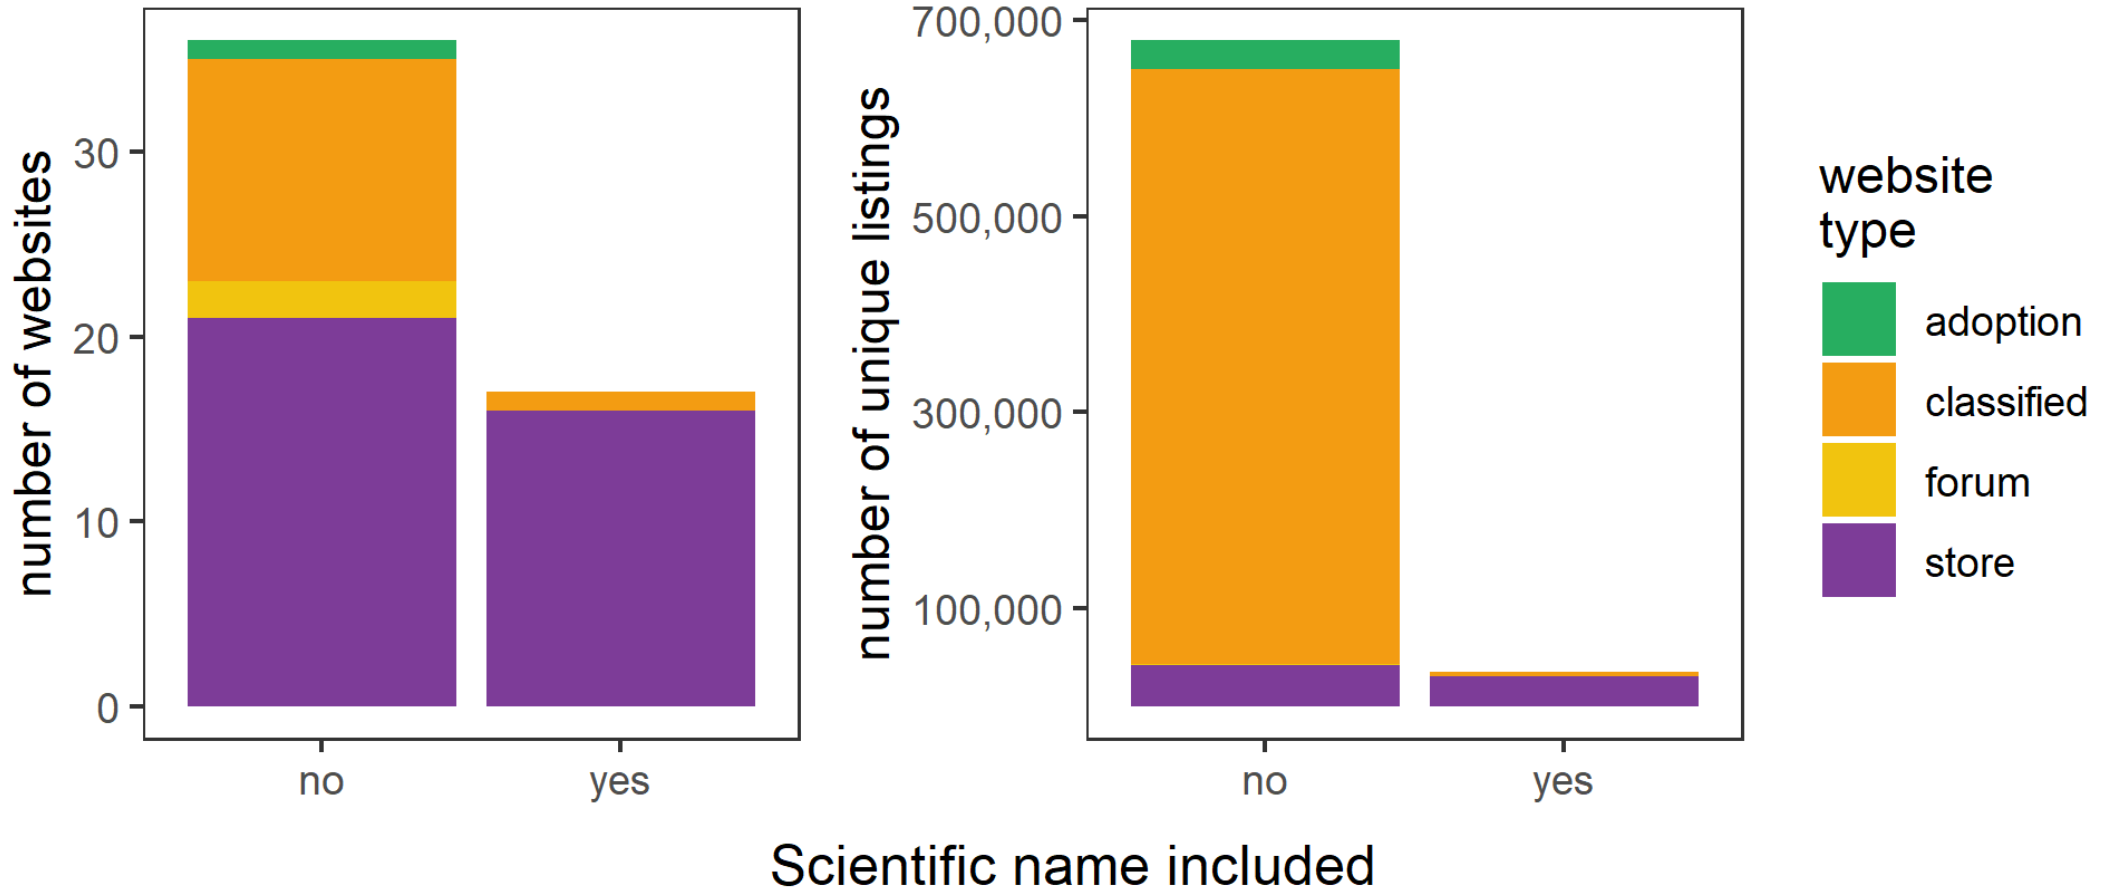 number of websites
30
20
10
0
no
yes
number of unique listings
700,000
500,000
300,000
100,000
no
yes
Scientific name included
website
type
adoption
classified
forum
store